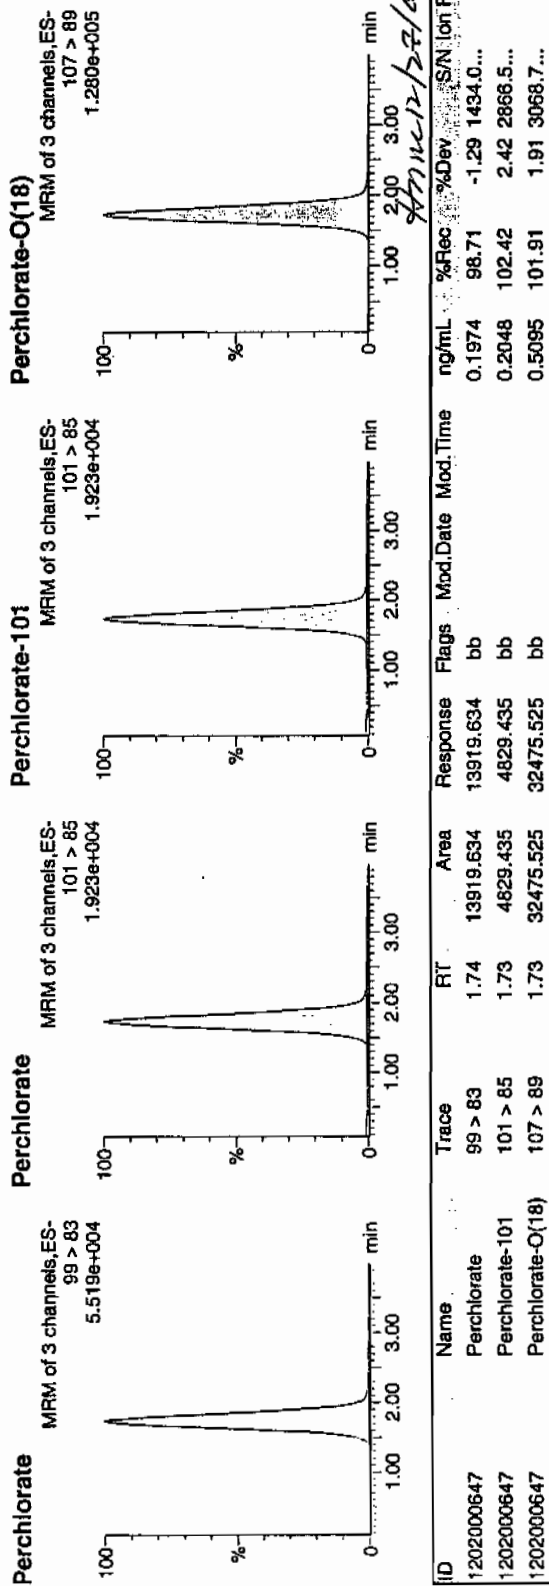 Perchlorate
MRM of 3 channels,ES-
99 > 83
5.519e+004
100
%
0
1.00
2.00
3.00
min
Perchlorate
MRM of 3 channels,ES-
101 > 85
1.923e+004
100
%
0
1.00
2.00
3.00
min
Perchlorate-101
MRM of 3 channels,ES-
101 > 85
1.923e+004
100
%
0
1.00
2.00
3.00
min
Perchlorate-O(18)
MRM of 3 channels,ES-
107 > 89
1.280e+005
100
%
0
1.00
2.00
3.00
min
12/27/
ID Name Trace RT Area Response Flags Mod.Date Mod.Time ng/mL %Rec %Dev S/N Ion
1202000647 Perchlorate 99 > 83 1.74 13919.634 13919.634 bb 0.1974 98.71 -1.29 1434.0...
1202000647 Perchlorate-101 101 > 85 1.73 4829.435 4829.435 bb 0.2048 102.42 2.42 2866.5...
1202000647 Perchlorate-O(18) 107 > 89 1.73 32475.525 32475.525 bb 0.5095 101.91 1.91 3068.7...